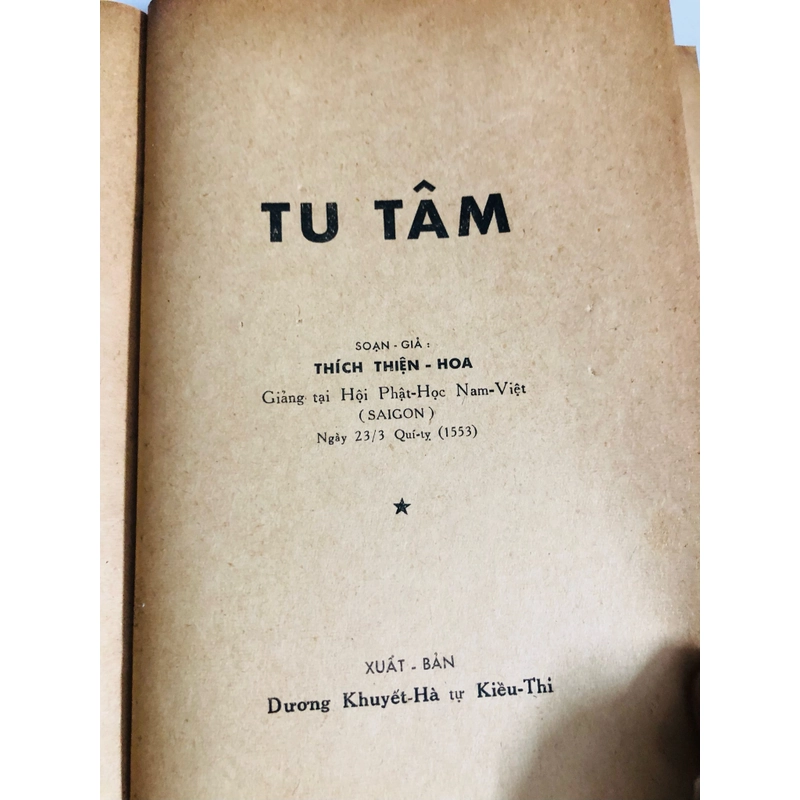 TU TÂM
SOẠN - GIẢ :
THÍCH THIỆN - HOA
Giảng tại Hội Phật-Học Nam-Việt
(SAIGON)
Ngày 23/3 Quí-tỵ (1553)
★
XUẤT - BẢN
Dương Khuyết-Hà tự Kiều-Thi